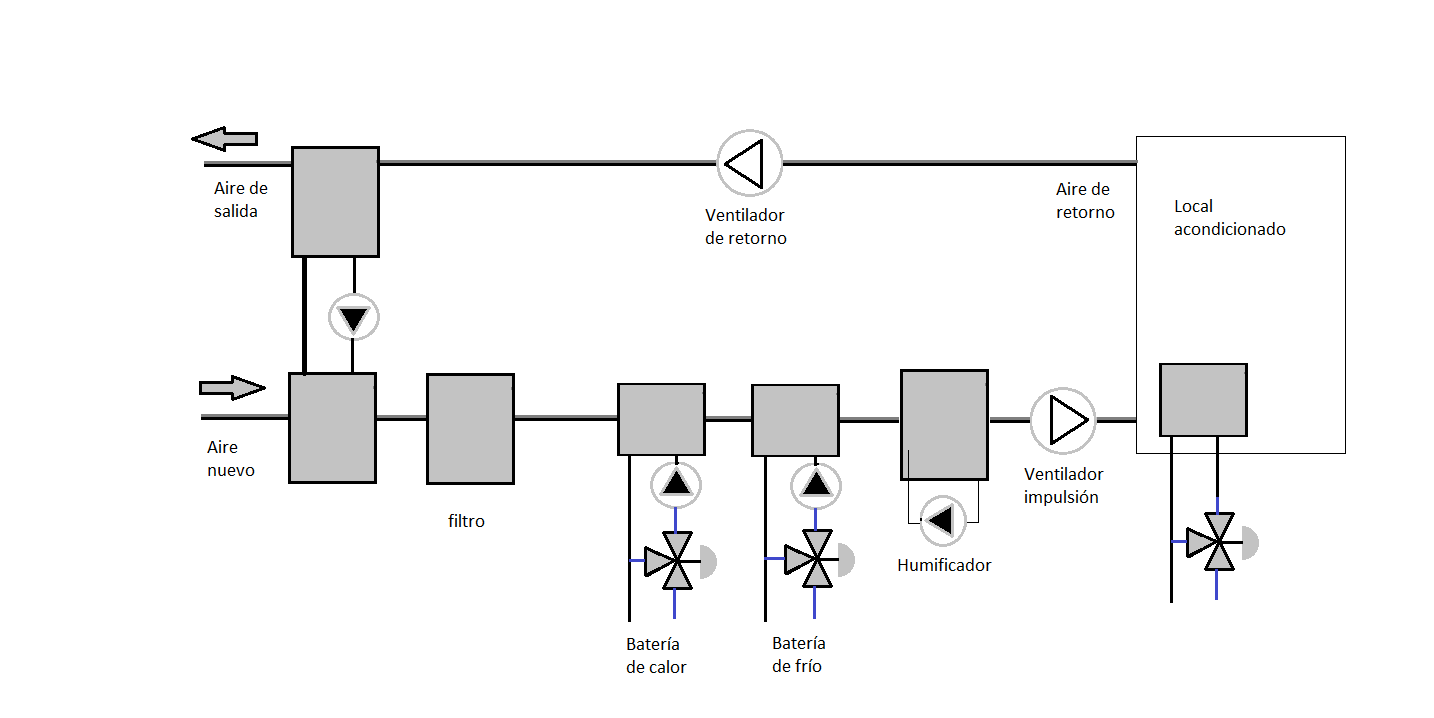 Aire de
salida
Ventilador
de retorno
Aire de
retorno
Local
acondicionado
Aire
nuevo
filtro
Ventilador
impulsión
Humificador
Batería
de calor
Batería
de frío